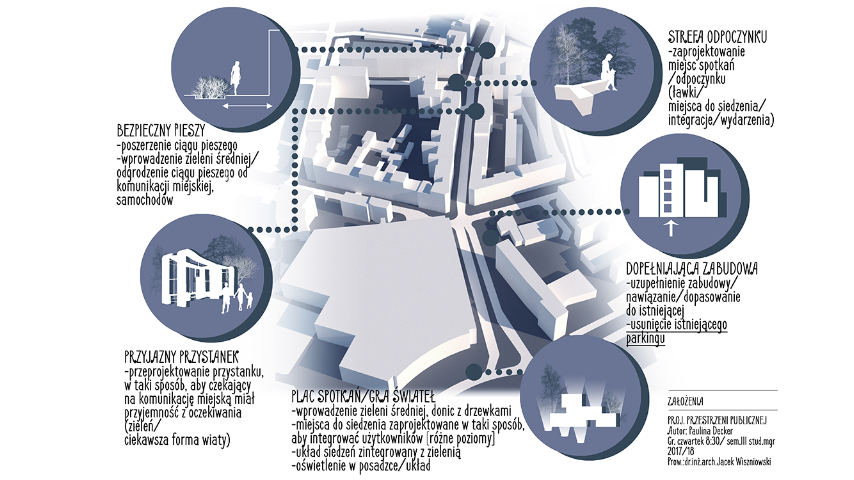 BEZPIECZNY PIESZY
-poszerzenie ciągu pieszego
-wprowadzenie zieleni średniej/
odgrodzenie ciągu pieszego od
komunikacji miejskiej,
samochodów
PRZYJAZNY PRZYSTANEK
-przeprojektowanie przystanku,
w taki sposób, aby czekający
na komunikację miejską miał
przyjemność z oczekiwania
(zieleń/
ciekawsza forma wiaty)
PLAC SPOTKAŃ/GRA ŚWIATEŁ
-wprowadzenie zieleni średniej, donic z drzewkami
-miejsca do siedzenia zaprojektowane w taki sposób,
aby integrować użytkowników [różne poziomy]
-układ siedzeń zintegrowany z zielenią
-oświetlenie w posadzce/układ
STREFA ODPOCZYNKU
-zaprojektowanie
miejsc spotkań
/odpoczynku
(ławki/
miejsca do siedzenia/
integracje/wydarzenia)
DOPEŁNIAJĄCA ZABUDOWA
-uzupełnienie zabudowy/
nawiązanie/dopasowanie
do istniejącej
-usunięcie istniejącego
parkingu
ZAŁOŻENIA
PROJ. PRZESTRZENI PUBLICZNEJ
Autor: Paulina Decker
Gr. czwartek 8:30/ sem.III stud.mgr
2017/18
Prow.:dr.inż.arch.Jacek Wiszniowski